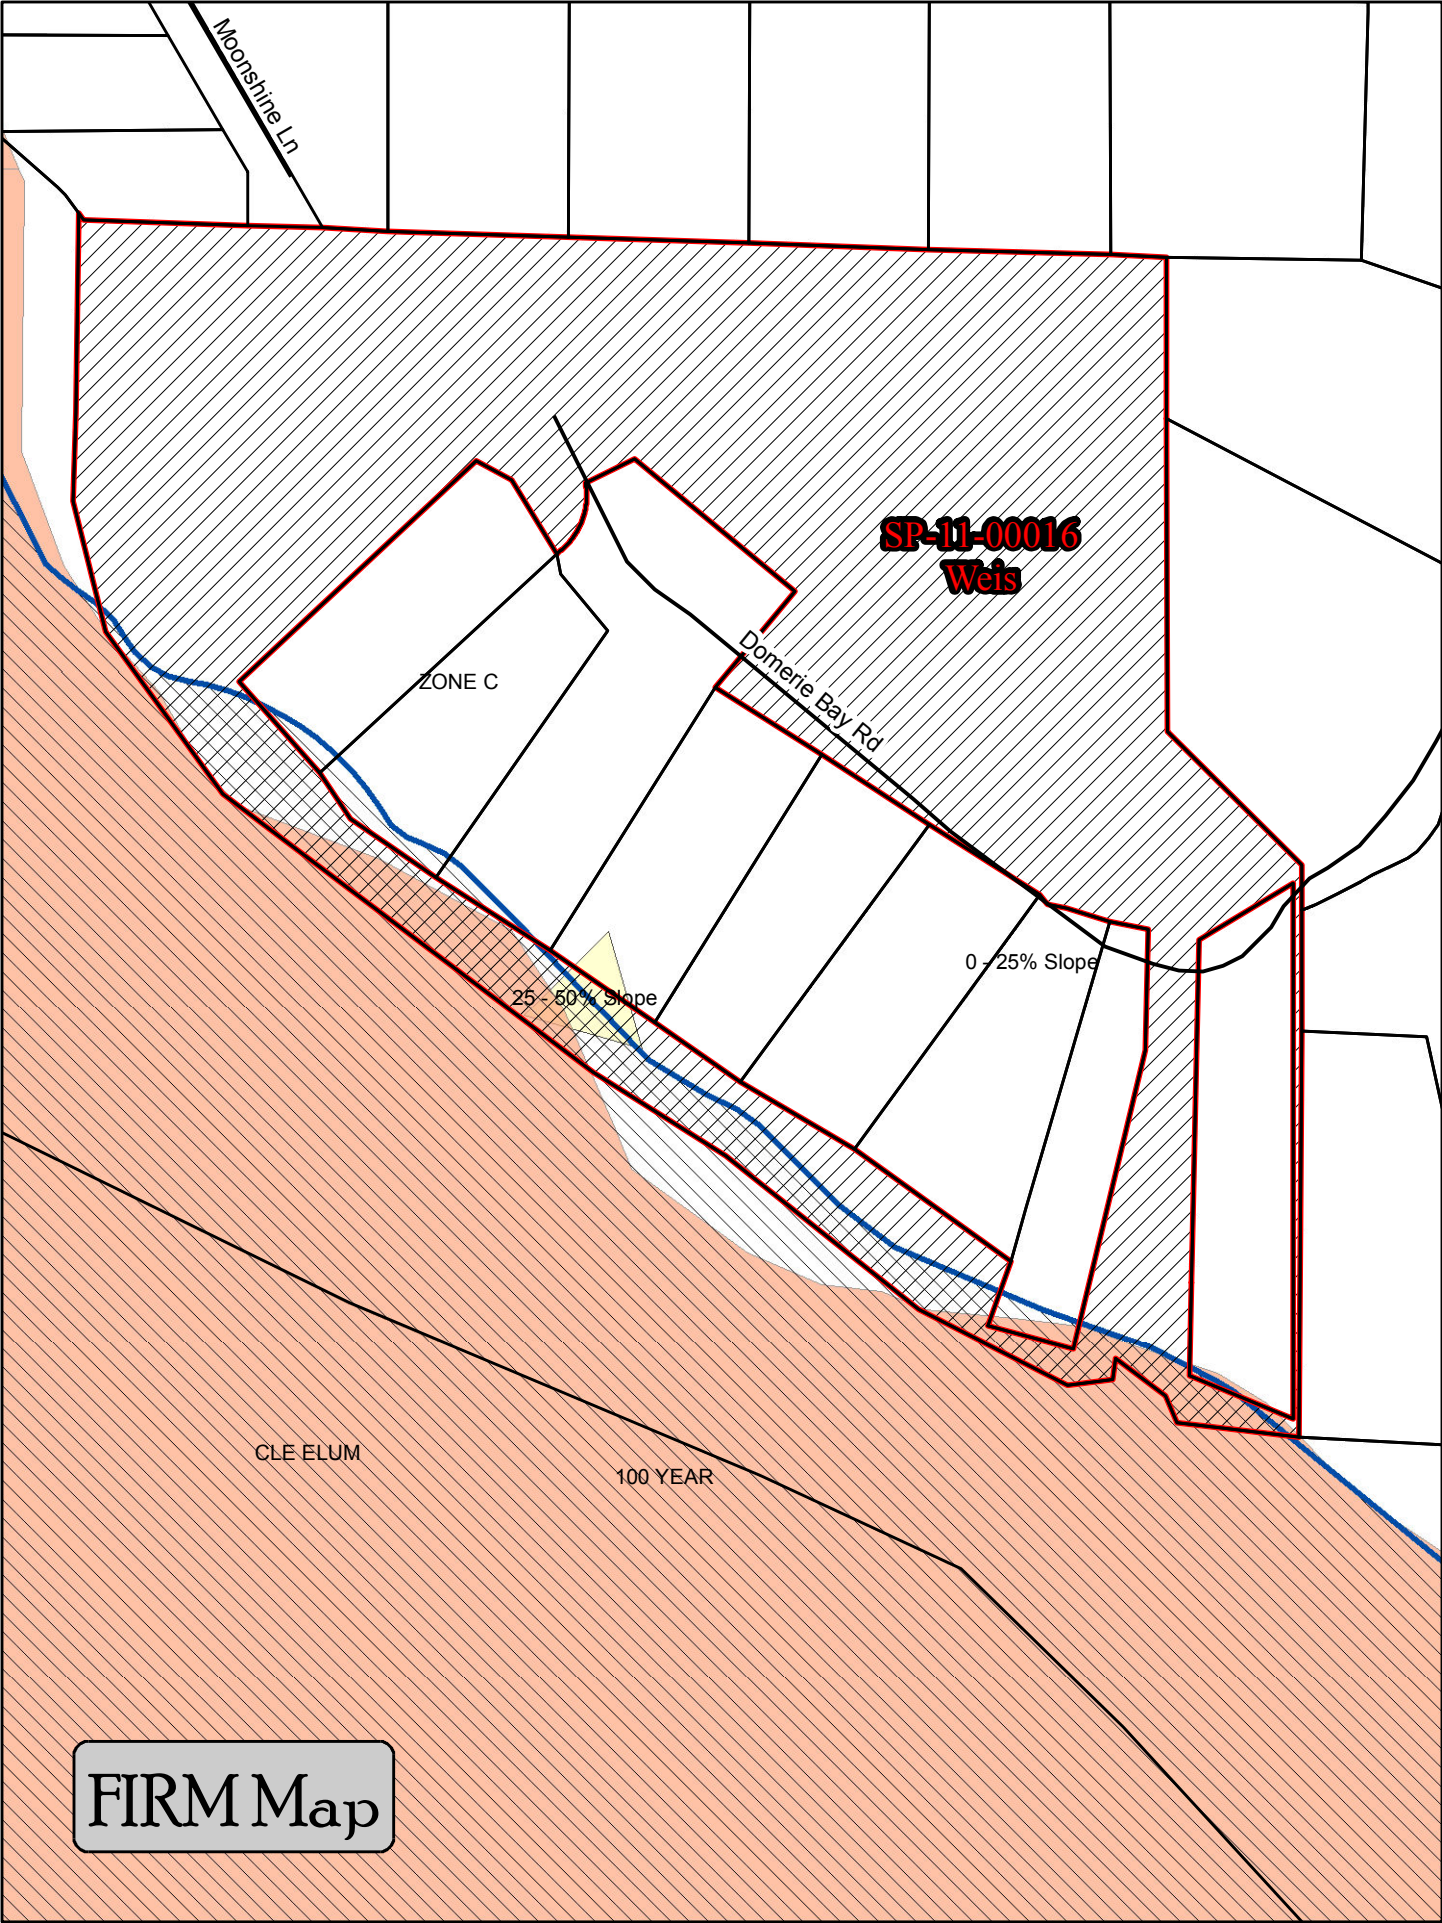 Moonshine Ln
SP-11-00016
Weis
Domerie Bay Rd
ZONE C
0 - 25% Slope
25 - 50% Slope
CLE ELUM
100 YEAR
FIRM Map